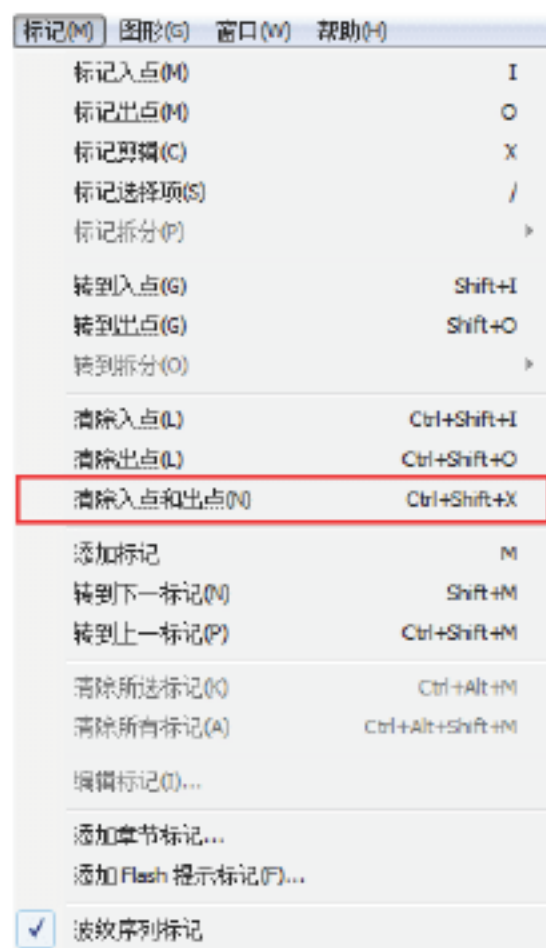 标记(M) 图形(G) 窗口(W) 帮助(H)
标记入点(M) I
标记出点(M) O
标记剪辑(C) X
标记选择项(S) /
标记拆分(P)
转到入点(G) Shift+I
转到出点(G) Shift+O
转到拆分(O)
清除入点(L) Ctrl+Shift+I
清除出点(L) Ctrl+Shift+O
清除入点和出点(N) Ctrl+Shift+X
添加标记 M
转到下一标记(N) Shift+M
转到上一标记(P) Ctrl+Shift+M
清除所选标记(K) Ctrl+Alt+M
清除所有标记(A) Ctrl+Alt+Shift+M
编辑标记(I)...
添加章节标记...
添加 Flash 提示标记(F)...
波纹序列标记